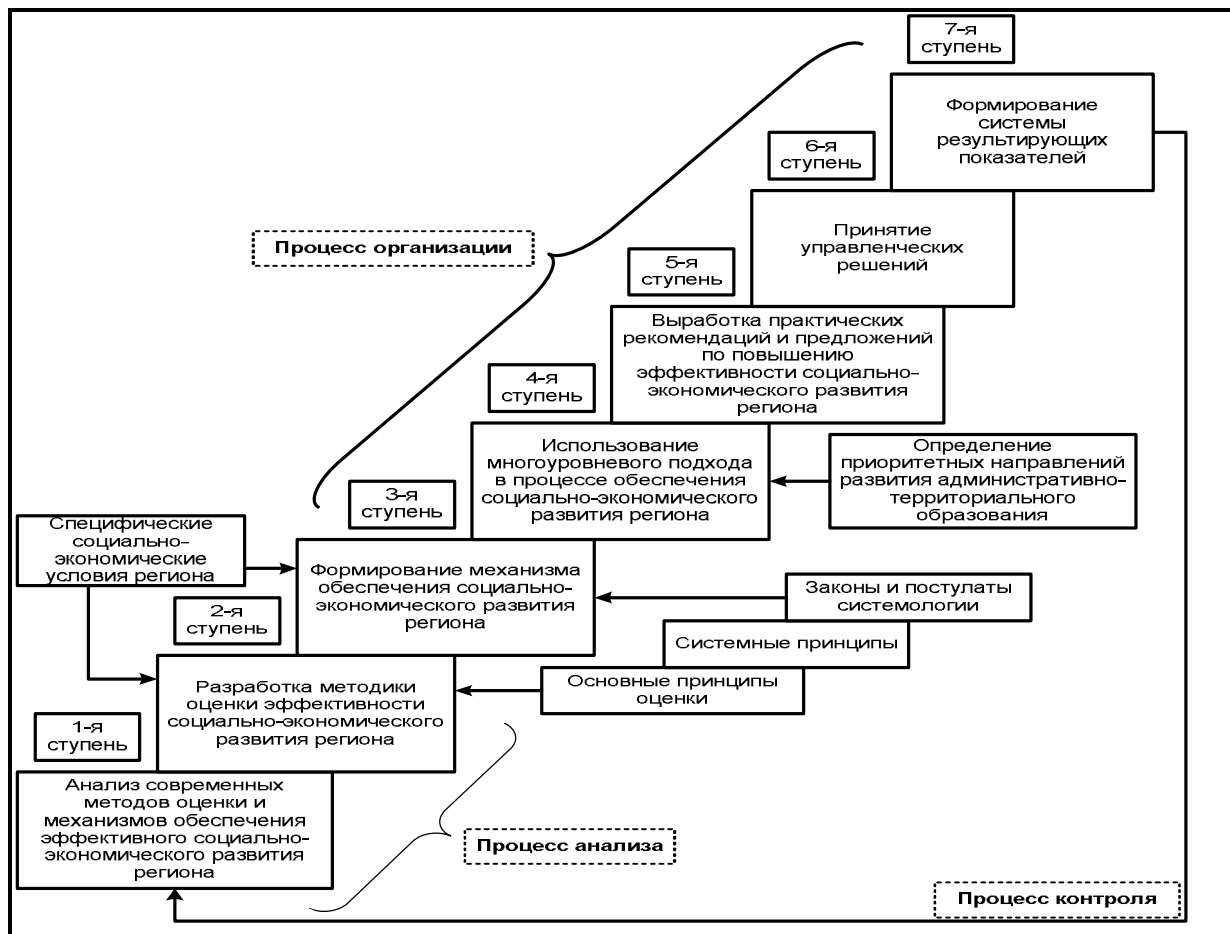 7-я
ступень
Формирование
системы
результирующих
показателей
6-я
ступень
Принятие
управленческих
решений
Процесс организации
5-я
ступень
Выработка практических
рекомендаций и предложений
по повышению
эффективности социально-
экономического развития
региона
4-я
ступень
Использование
многоуровневого подхода
в процессе обеспечения
социально-экономического
развития региона
Определение
приоритетных направлений
развития административно-
территориального
образования
3-я
ступень
Специфические
социально-
экономические
условия региона
Формирование механизма
обеспечения социально-
экономического развития
региона
Законы и постулаты
системологии
2-я
ступень
Системные принципы
Разработка методики
оценки эффективности
социально-экономического
развития региона
Основные принципы
оценки
1-я
ступень
Анализ современных
методов оценки и
механизмов обеспечения
эффективного социально-
экономического развития
региона
Процесс анализа
Процесс контроля